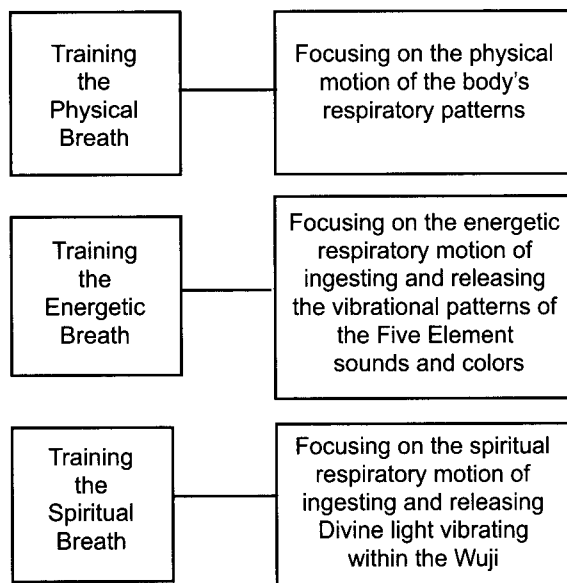 Training
the
Physical
Breath
Focusing on the physical
motion of the body's
respiratory patterns
Training
the
Energetic
Breath
Focusing on the energetic
respiratory motion of
ingesting and releasing
the vibrational patterns of
the Five Element
sounds and colors
Training
the
Spiritual
Breath
Focusing on the spiritual
respiratory motion of
ingesting and releasing
Divine light vibrating
within the Wuji